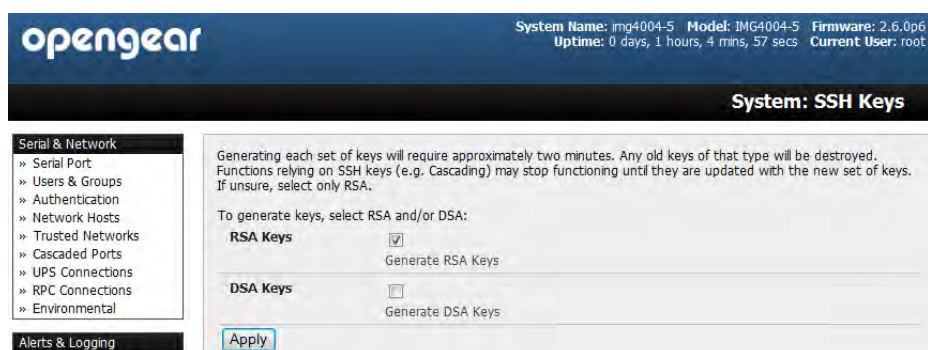 opengear
System Name: img4004-5 Model: IMG4004-5 Firmware: 2.6.0p6
Uptime: 0 days, 1 hours, 4 mins, 57 secs Current User: root
System: SSH Keys
Serial & Network
» Serial Port
» Users & Groups
» Authentication
» Network Hosts
» Trusted Networks
» Cascaded Ports
» UPS Connections
» RPC Connections
» Environmental
Alerts & Logging
Generating each set of keys will require approximately two minutes. Any old keys of that type will be destroyed.
Functions relying on SSH keys (e.g. Cascading) may stop functioning until they are updated with the new set of keys.
If unsure, select only RSA.
To generate keys, select RSA and/or DSA:
RSA Keys
Generate RSA Keys
DSA Keys
Generate DSA Keys
Apply